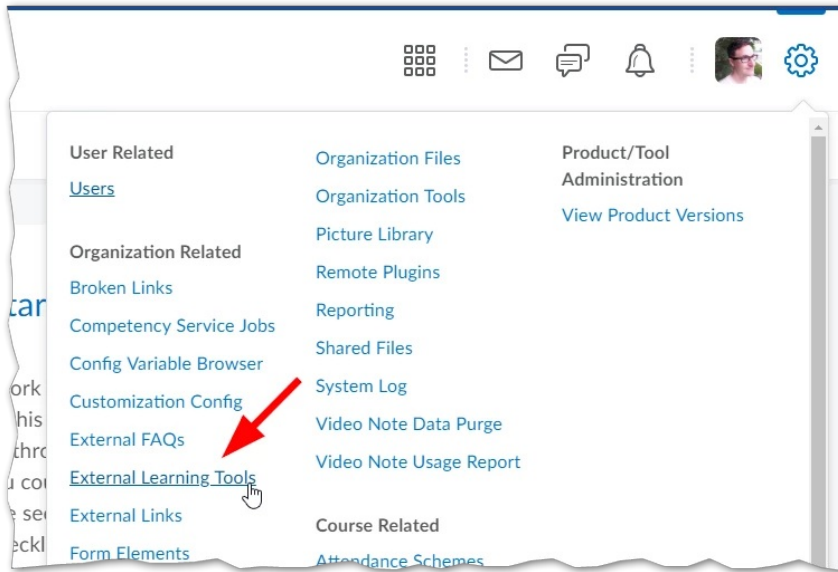 User Related
Users
Organization Related
Broken Links
Competency Service Jobs
Config Variable Browser
Customization Config
External FAQs
External Learning Tools
External Links
Form Elements
Organization Files
Organization Tools
Picture Library
Remote Plugins
Reporting
Shared Files
System Log
Video Note Data Purge
Video Note Usage Report
Course Related
Attendance Schemes
Product/Tool
Administration
View Product Versions